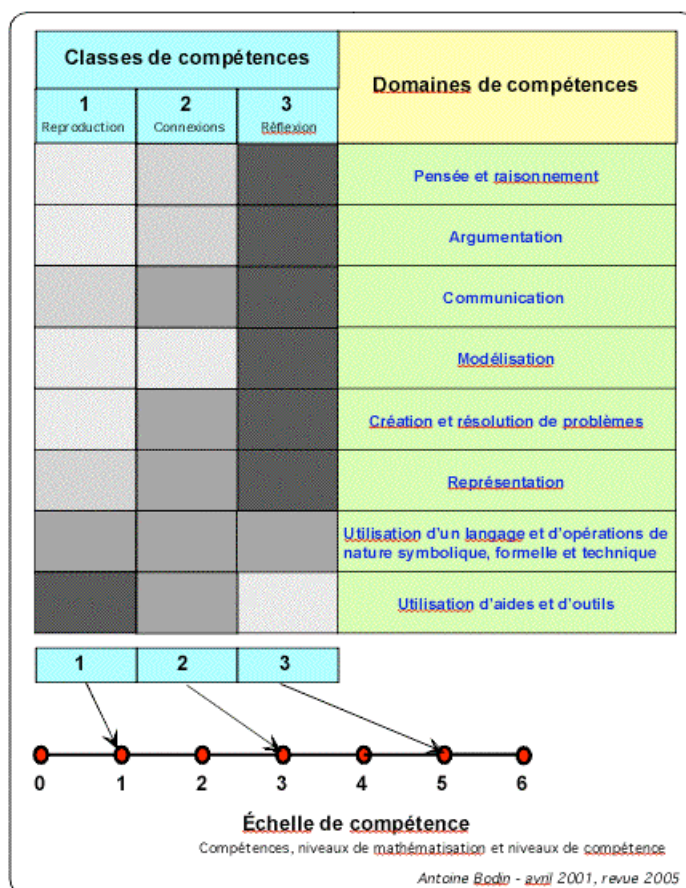 Classes de compétences
Domaines de compétences
1
2
3
Reproduction
Connexions
Réflexion
Pensée et raisonnement
Argumentation
Communication
Modélisation
Création et résolution de problèmes
Représentation
Utilisation d'un langage et d'opérations de
nature symbolique, formelle et technique
Utilisation d'aides et d'outils
1
2
3
0
1
2
3
4
5
6
Échelle de compétence
Compétences, niveaux de mathématisation et niveaux de compétence
Antoine Bodin - avril 2001, revue 2005